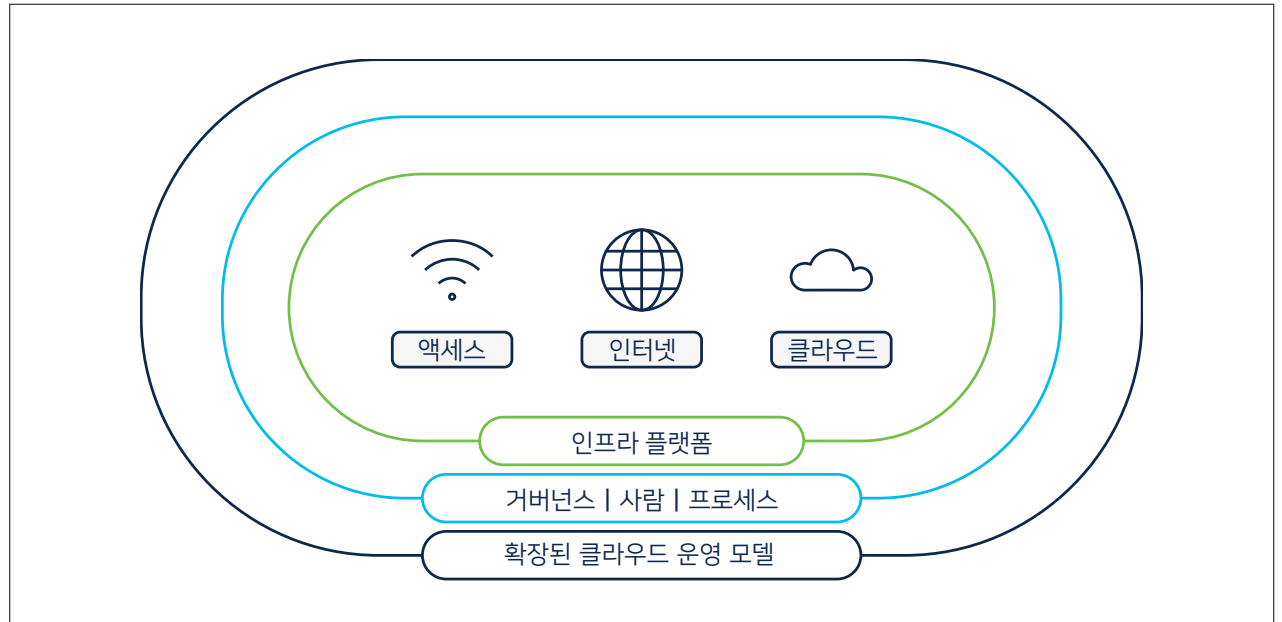 액세스
인터넷
클라우드
인프라 플랫폼
거버넌스 | 사람 | 프로세스
확장된 클라우드 운영 모델